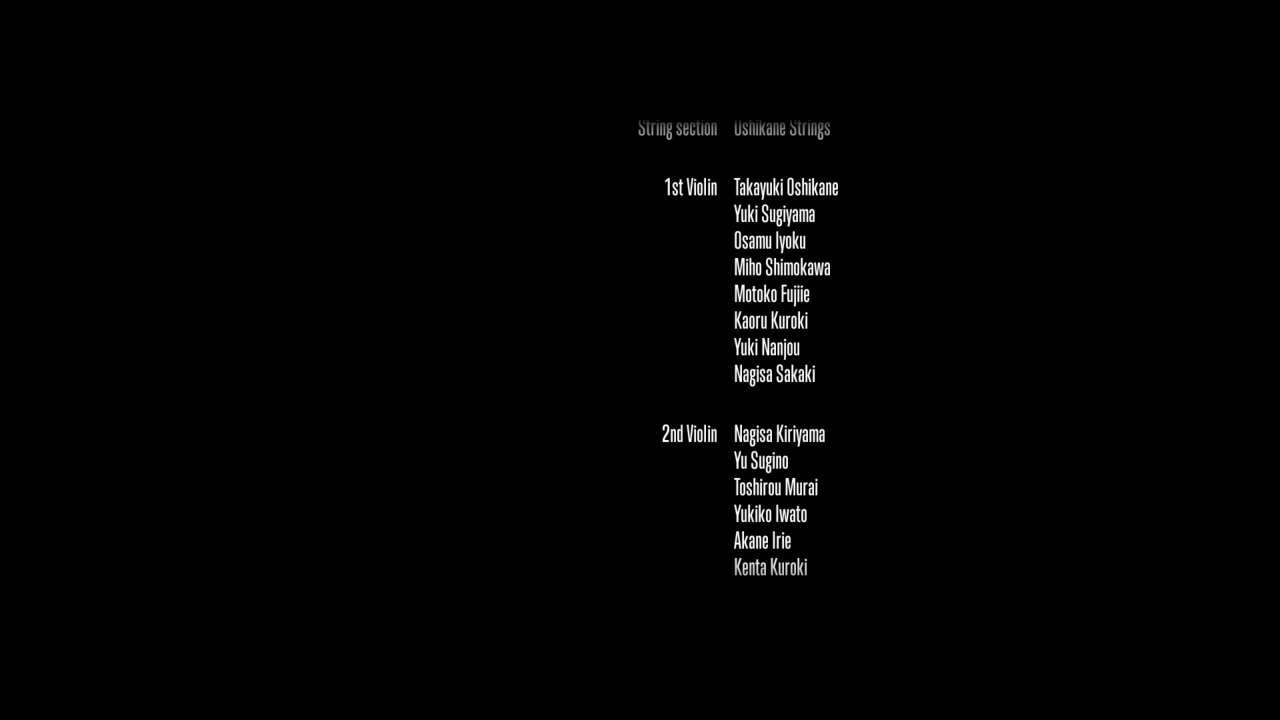 String section Oshikane Strings
1st Violin Takayuki Oshikane
Yuki Sugiyama
Osamu Iyoku
Miho Shimokawa
Motoko Fujiie
Kaoru Kuroki
Yuki Nanjou
Nagisa Sakaki
2nd Violin Nagisa Kiriyama
Yu Sugino
Toshirou Murai
Yukiko Iwato
Akane Irie
Kenta Kuroki